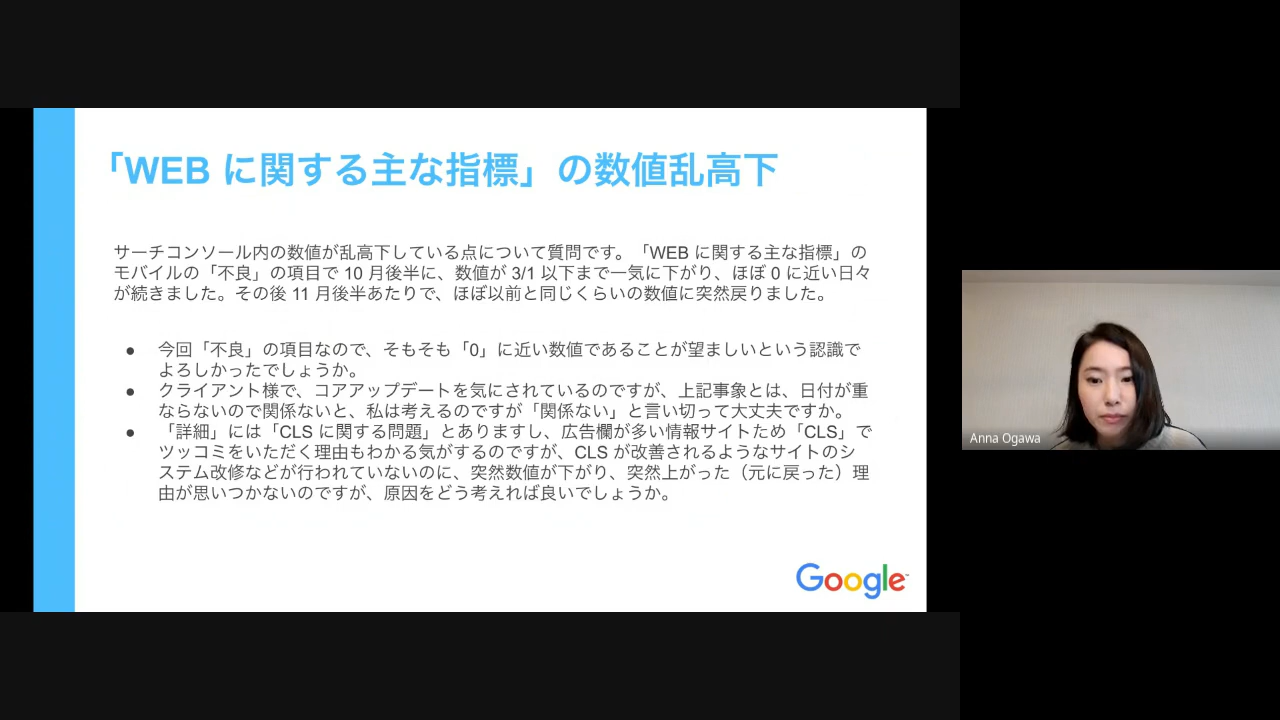 「WEB に関する主な指標」の数値乱高下
サーチコンソール内の数値が乱高下している点について質問です。「WEB に関する主な指標」の
モバイルの「不良」の項目で 10 月後半に、数値が 3/1 以下まで一気に下がり、ほぼ 0 に近い日々
が続きました。その後 11 月後半あたりで、ほぼ以前と同じくらいの数値に突然戻りました。
● 今回「不良」の項目なので、そもそも「0」に近い数値であることが望ましいという認識で
よろしかったでしょうか。
● クライアント様で、コアアップデートを気にされているのですが、上記事象とは、日付が重
ならないので関係ないと、私は考えるのですが「関係ない」と言い切って大丈夫ですか。
● 「詳細」には「CLS に関する問題」とありますし、広告欄が多い情報サイトため「CLS」で
ツッコミをいただく理由もわかる気がするのですが、CLS が改善されるようなサイトのシ
ステム改修などが行われていないのに、突然数値が下がり、突然上がった（元に戻った）理
由が思いつかないのですが、原因をどう考えれば良いでしょうか。
Google
Anna Ogawa